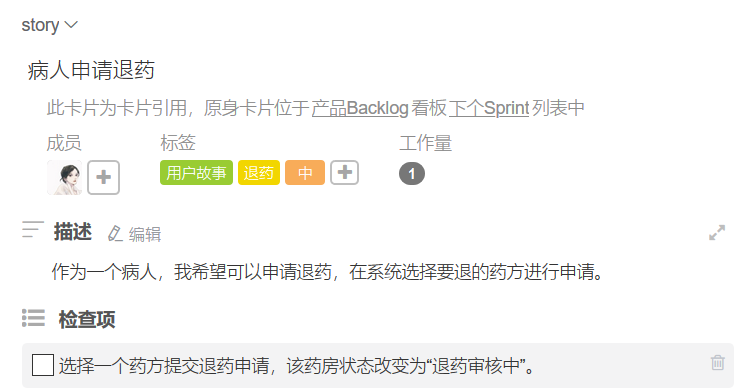 story
病人申请退药
此卡片为卡片引用，原身卡片位于产品Backlog看板下个Sprint列表中
成员 标签 工作量
用户故事 退药 中 1
描述 编辑
作为一个病人，我希望可以申请退药，在系统选择要退的药方进行申请。
检查项
选择一个药方提交退药申请，该药房状态改变为“退药审核中”。